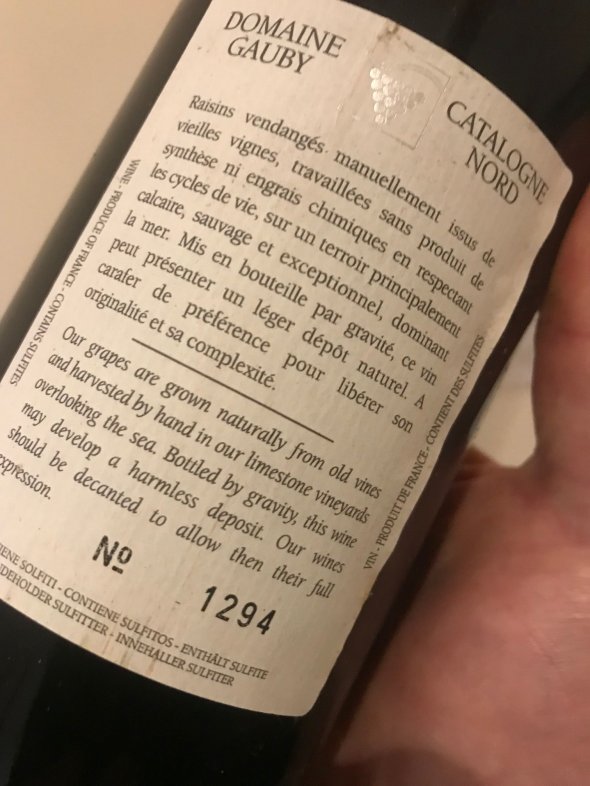 DOMAINE
GAUBY
CATALOGNE
NORD
Raisins vendangés manuellement issus de
vieilles vignes, travaillées sans produit de
synthèse ni engrais chimiques en respectant
les cycles de vie, sur un terroir principalement
calcaire, sauvage et exceptionnel, dominant
la mer. Mis en bouteille par gravité, ce vin
peut présenter un léger dépôt naturel. A
carafer de préférence pour libérer son
originalité et sa complexité.
Our grapes are grown naturally from old vines
and harvested by hand in our limestone vineyards
overlooking the sea. Bottled by gravity, this wine
may develop a harmless deposit. Our wines
should be decanted to allow then their full
expression.
Nº 1294
WINE - PRODUCE OF FRANCE - CONTAINS SULFITES
VIN - PRODUIT DE FRANCE - CONTIENT DES SULFITES
SOLFITI - CONTIENE SULFITOS - ENTHÄLT SULFITE
SULFITTER - INNEHALLER SULFITER